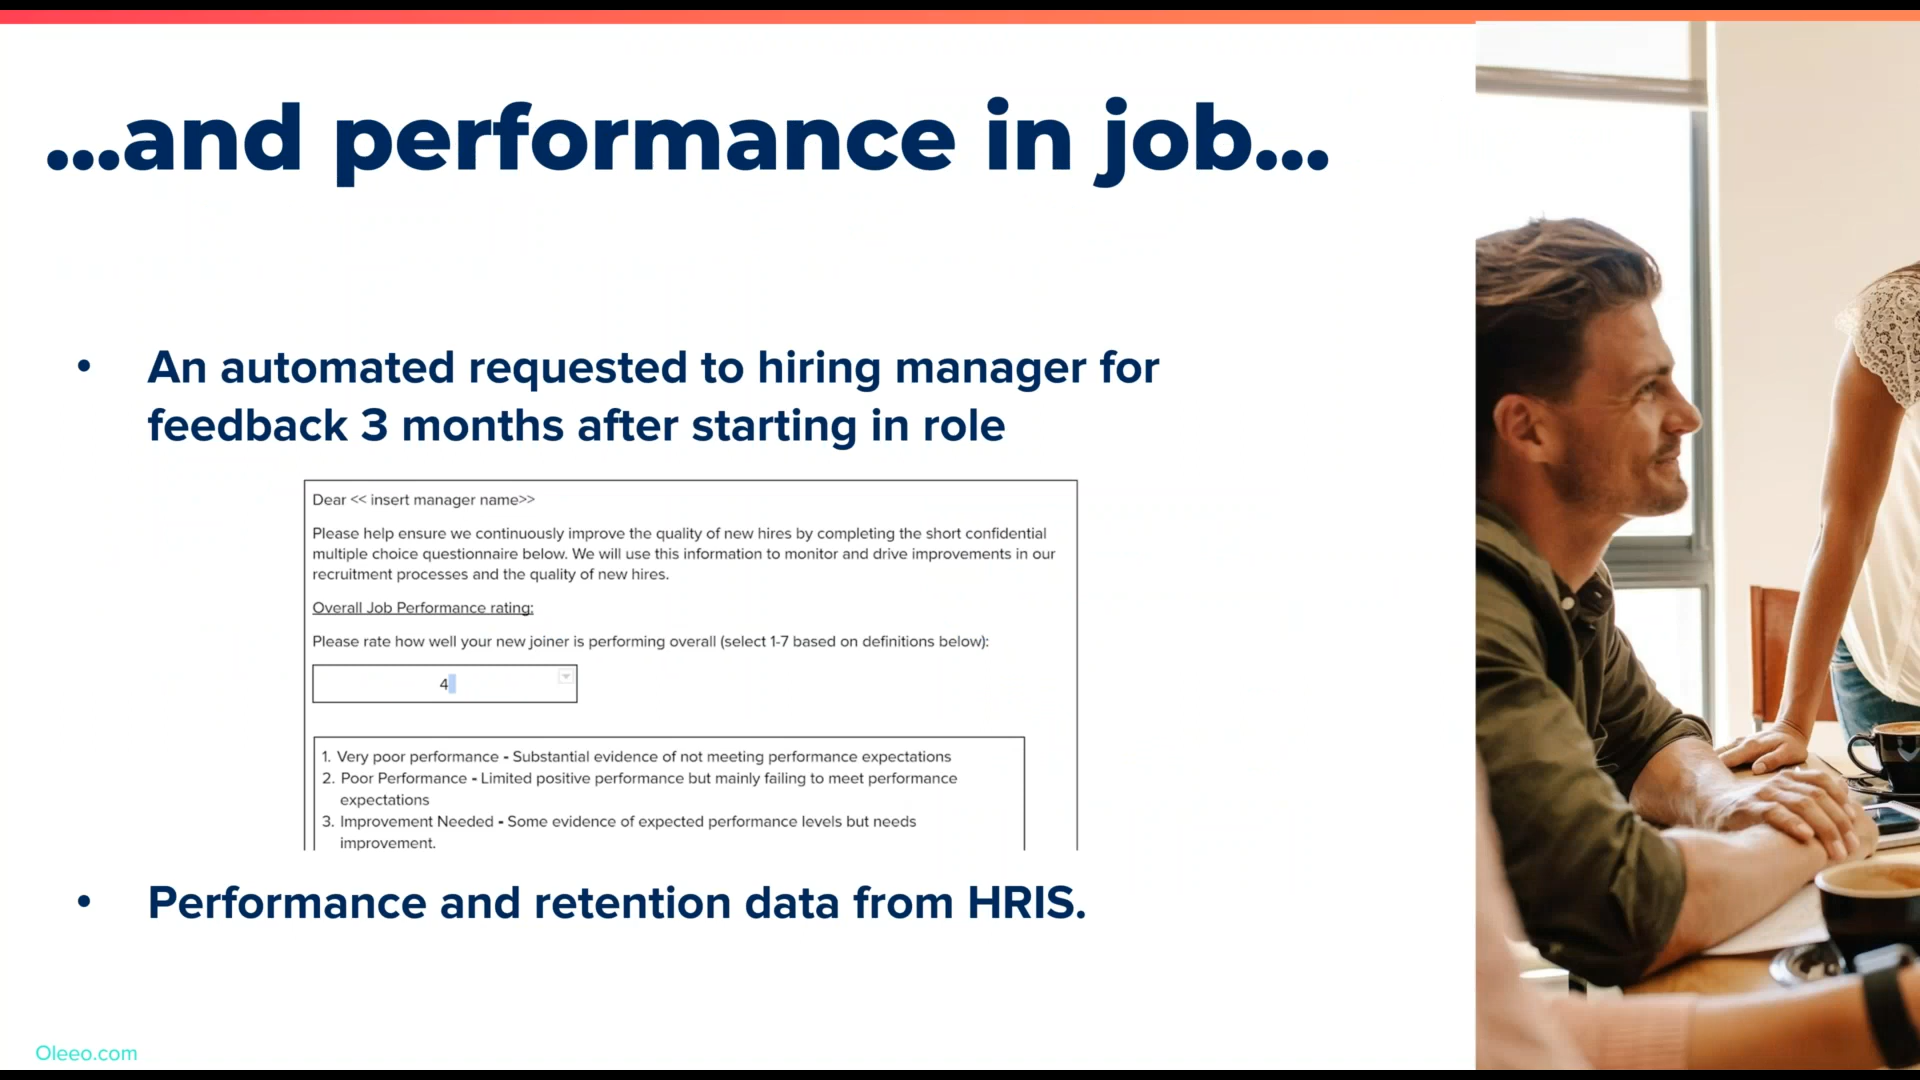 ...and performance in job...
• An automated requested to hiring manager for
feedback 3 months after starting in role
Dear << insert manager name>>
Please help ensure we continuously improve the quality of new hires by completing the short confidential
multiple choice questionnaire below. We will use this information to monitor and drive improvements in our
recruitment processes and the quality of new hires.
Overall Job Performance rating:
Please rate how well your new joiner is performing overall (select 1-7 based on definitions below):
4
1. Very poor performance - Substantial evidence of not meeting performance expectations
2. Poor Performance - Limited positive performance but mainly failing to meet performance
expectations
3. Improvement Needed - Some evidence of expected performance levels but needs
improvement.
• Performance and retention data from HRIS.
Oleeo.com